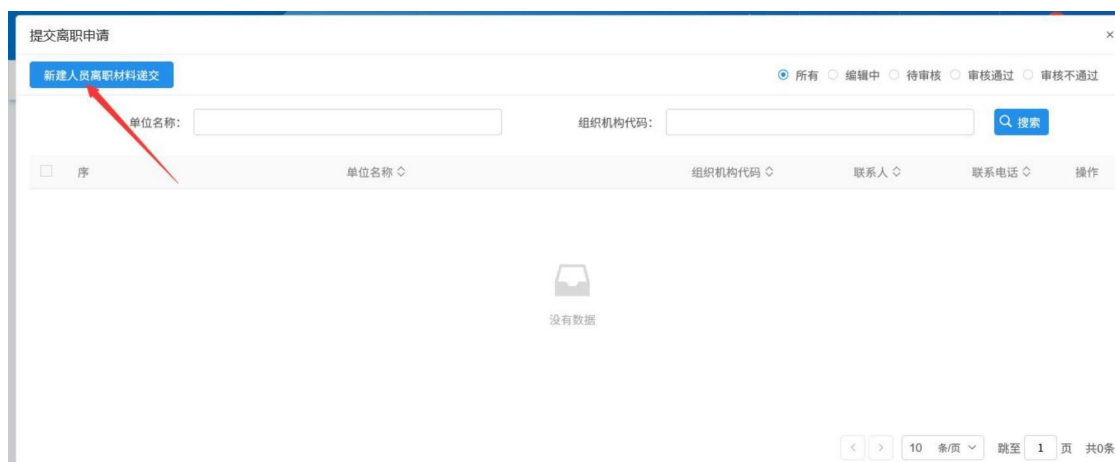 提交离职申请 ×
新建人员离职材料递交 所有 编辑中 待审核 审核通过 审核不通过
单位名称： 组织机构代码： 搜索
序 单位名称 组织机构代码 联系人 联系电话 操作
没有数据
< > 10 条/页 跳至 1 页 共0条